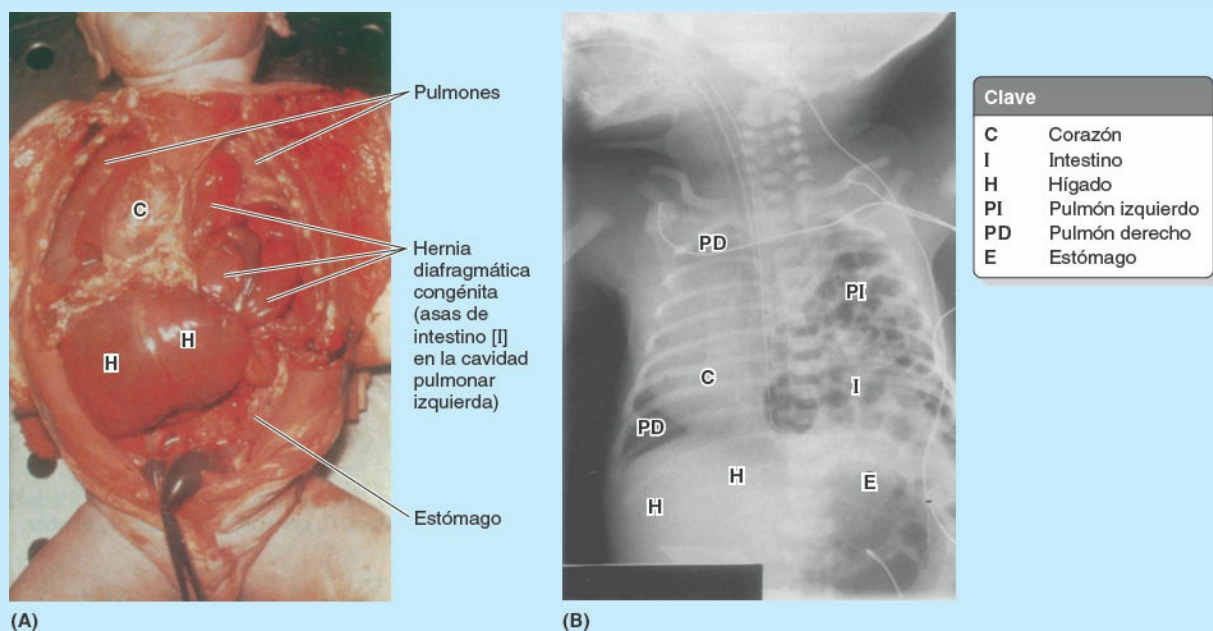 Pulmones
C
Hernia
diafragmática
congénita
(asas de
intestino [I]
en la cavidad
pulmonar
izquierda)
H
H
Estómago
(A)
PD
PI
C
I
PD
H
E
H
(B)
Clave
C Corazón
I Intestino
H Hígado
PI Pulmón izquierdo
PD Pulmón derecho
E Estómago